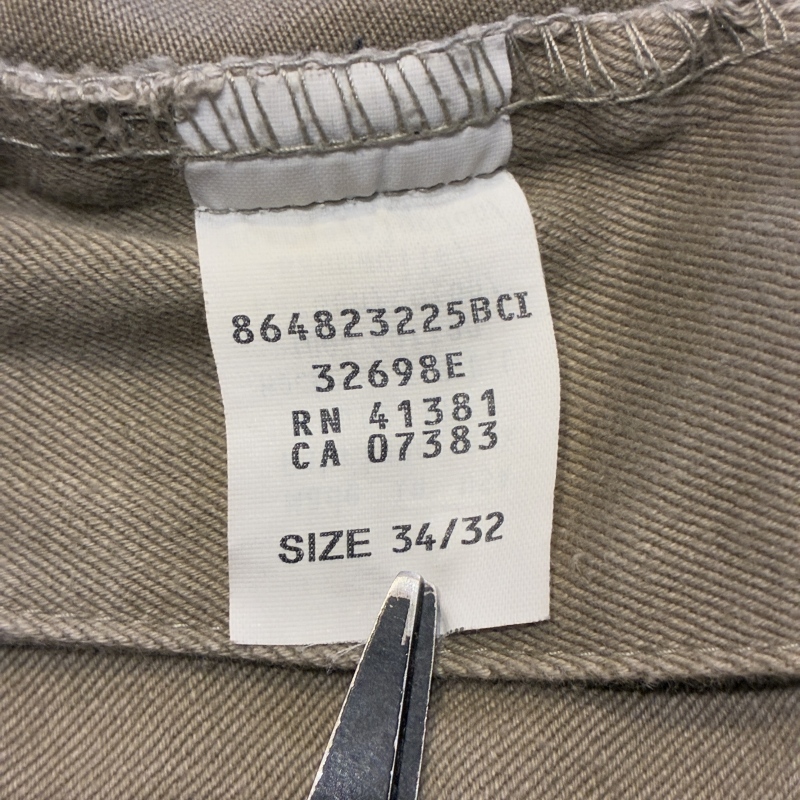 864823225BCI
32698E
RN 41381
CA 07383
SIZE 34/32